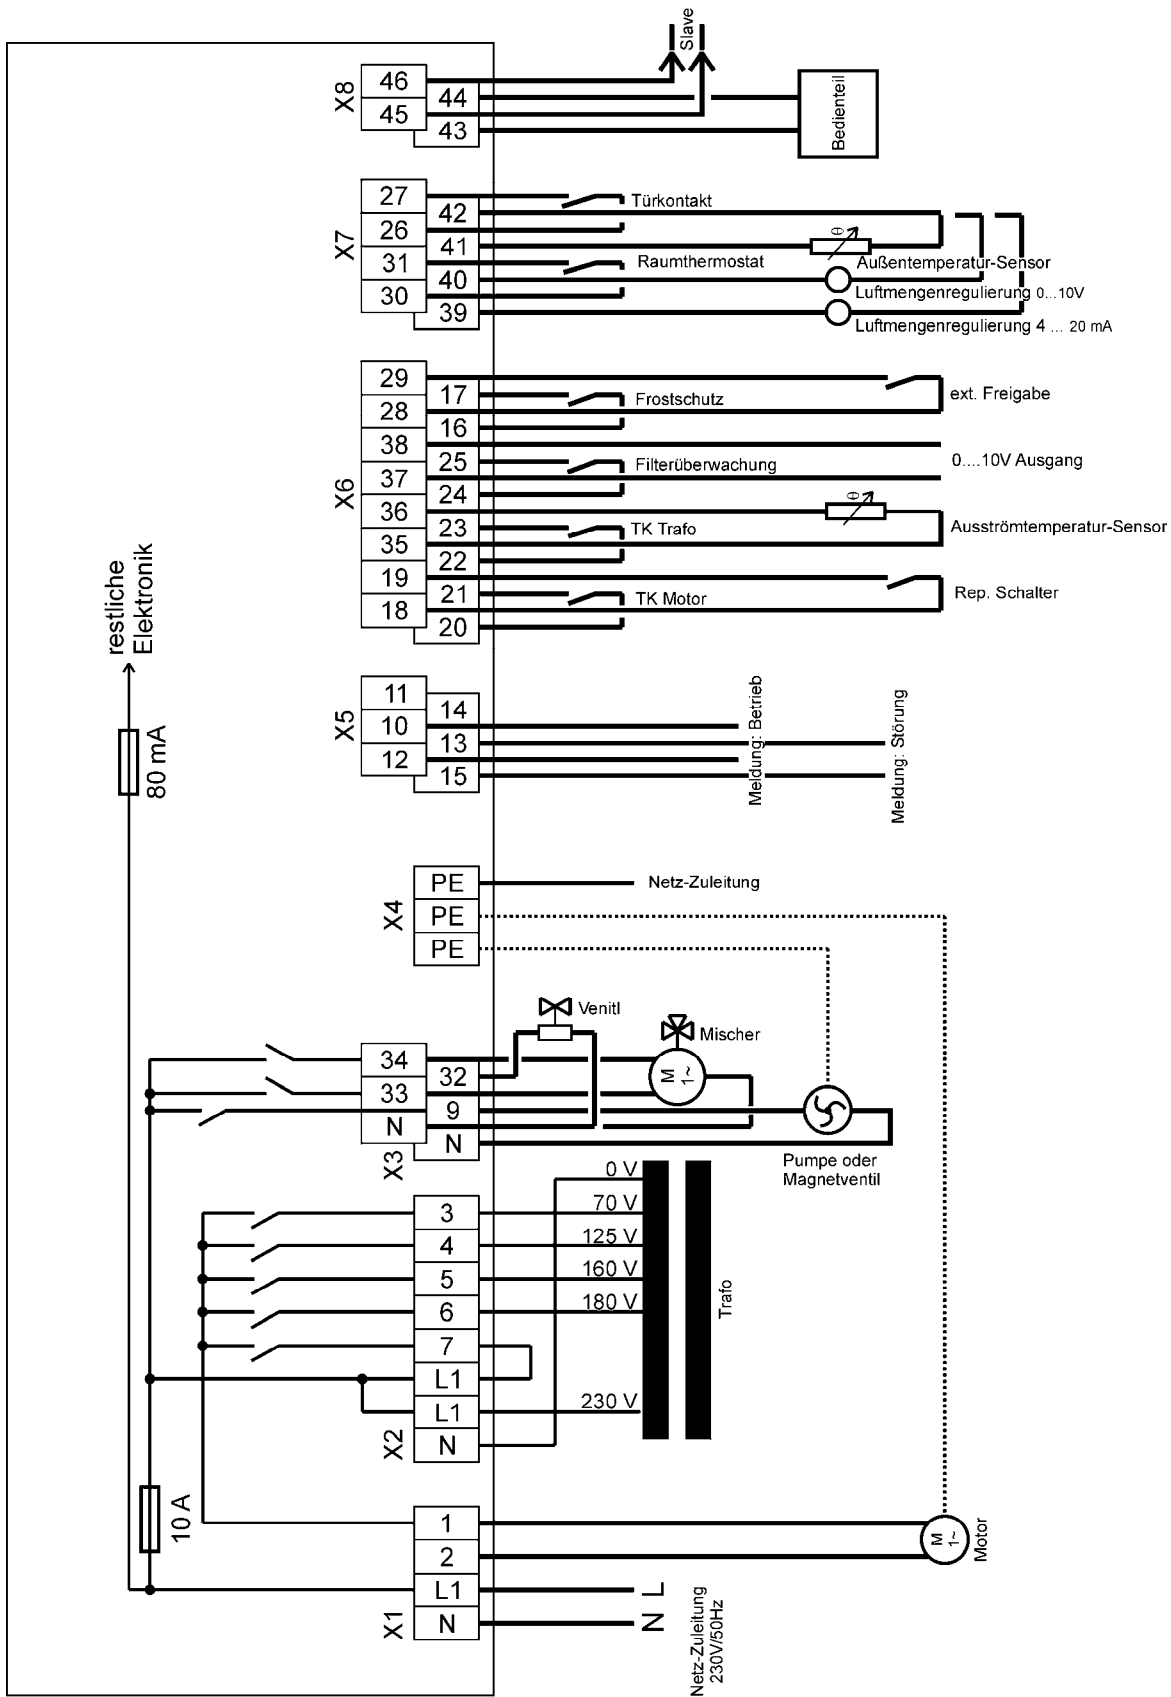 Slave
X8
46
44
45
43
Bedienteil
X7
27
42
26
41
31
40
30
39
Türkontakt
θ
Außentemperatur-Sensor
Raumthermostat
Luftmengenregulierung 0...10V
Luftmengenregulierung 4 ... 20 mA
X6
29
17
28
16
38
25
37
24
36
23
35
22
19
21
18
20
ext. Freigabe
Frostschutz
0....10V Ausgang
Filterüberwachung
θ
TK Trafo
Ausströmtemperatur-Sensor
TK Motor
Rep. Schalter
restliche
Elektronik
80 mA
X5
11
14
10
13
12
15
Meldung: Betrieb
Meldung: Störung
X4
PE
PE
PE
Netz-Zuleitung
Venitl
Mischer
M
1~
X3
34
32
33
9
N
N
Pumpe oder
Magnetventil
0 V
70 V
125 V
160 V
180 V
230 V
Trafo
X2
3
4
5
6
7
L1
L1
N
10 A
X1
1
2
L1
N
M
1~
Motor
L
N
Netz-Zuleitung
230V/50Hz